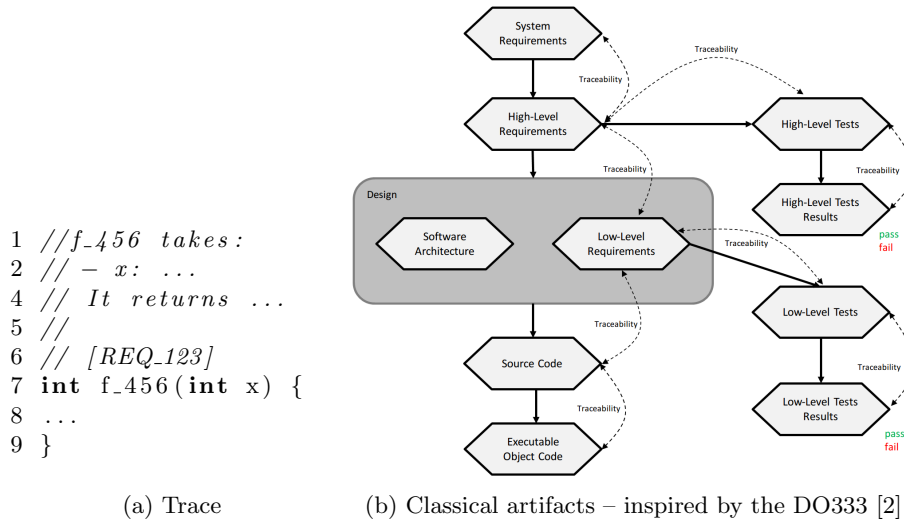 1 //f_456 takes:
2 // – x: ...
4 // It returns ...
5 //
6 // [REQ_123]
7 int f_456(int x) {
8 ...
9 }
(a) Trace
System
Requirements
Traceability
Traceability
High-Level
Requirements
High-Level Tests
Traceability
Traceability
Design
High-Level Tests
Results
Software
Architecture
Low-Level
Requirements
pass
fail
Traceability
Low-Level Tests
Traceability
Source Code
Traceability
Traceability
Low-Level Tests
Results
pass
fail
Executable
Object Code
(b) Classical artifacts – inspired by the DO333 [2]